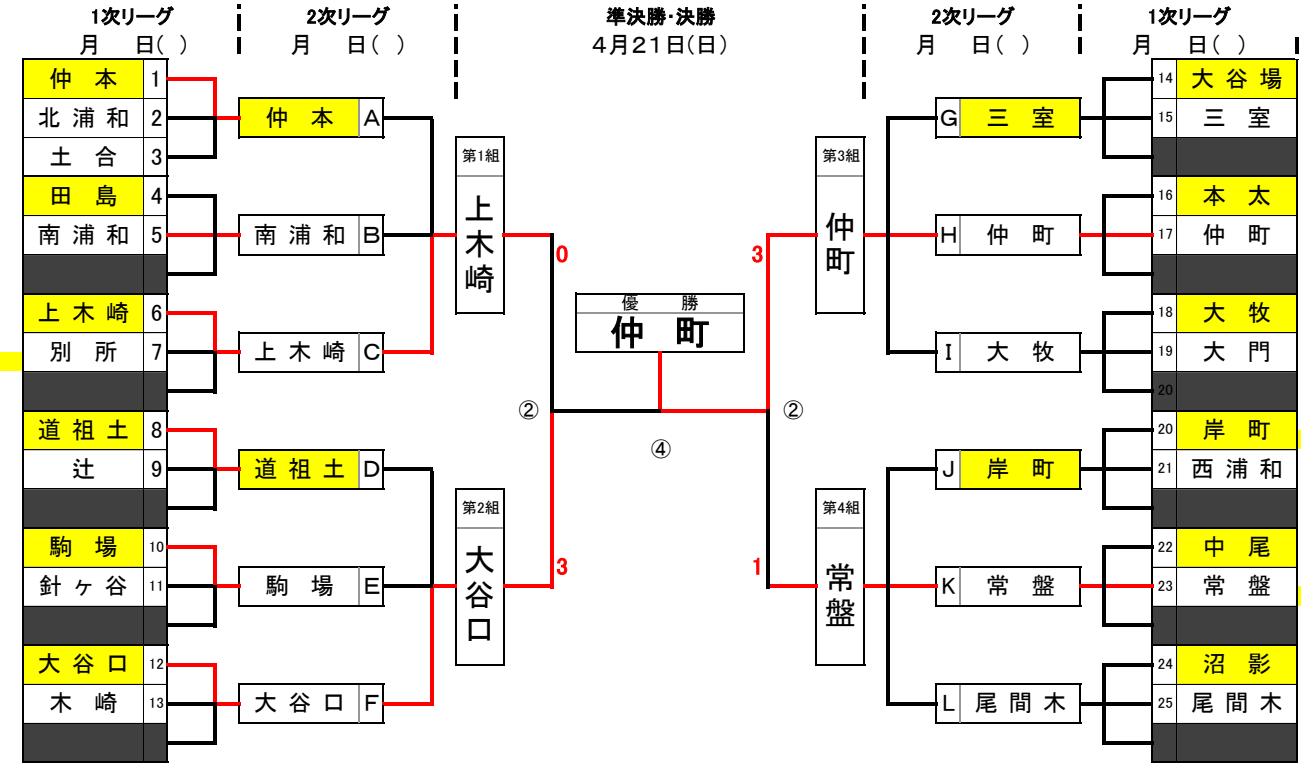 1次リーグ 2次リーグ 準決勝・決勝 2次リーグ 1次リーグ
月 日( ) 月 日( ) 4月21日(日) 月 日( ) 月 日( )
仲本 1
北浦和 2
土合 3
田島 4
南浦和 5
上木崎 6
別所 7
道祖土 8
辻 9
駒場 10
針ヶ谷 11
大谷口 12
木崎 13
仲本 A
南浦和 B
上木崎 C
道祖土 D
駒場 E
大谷口 F
第1組
上木崎
第2組
大谷口
0
3
②
優勝
仲町
④
3
1
②
第3組
仲町
第4組
常盤
G 三室
H 仲町
I 大牧
J 岸町
K 常盤
L 尾間木
14 大谷場
15 三室
16 本太
17 仲町
18 大牧
19 大門
20
20 岸町
21 西浦和
22 中尾
23 常盤
24 沼影
25 尾間木